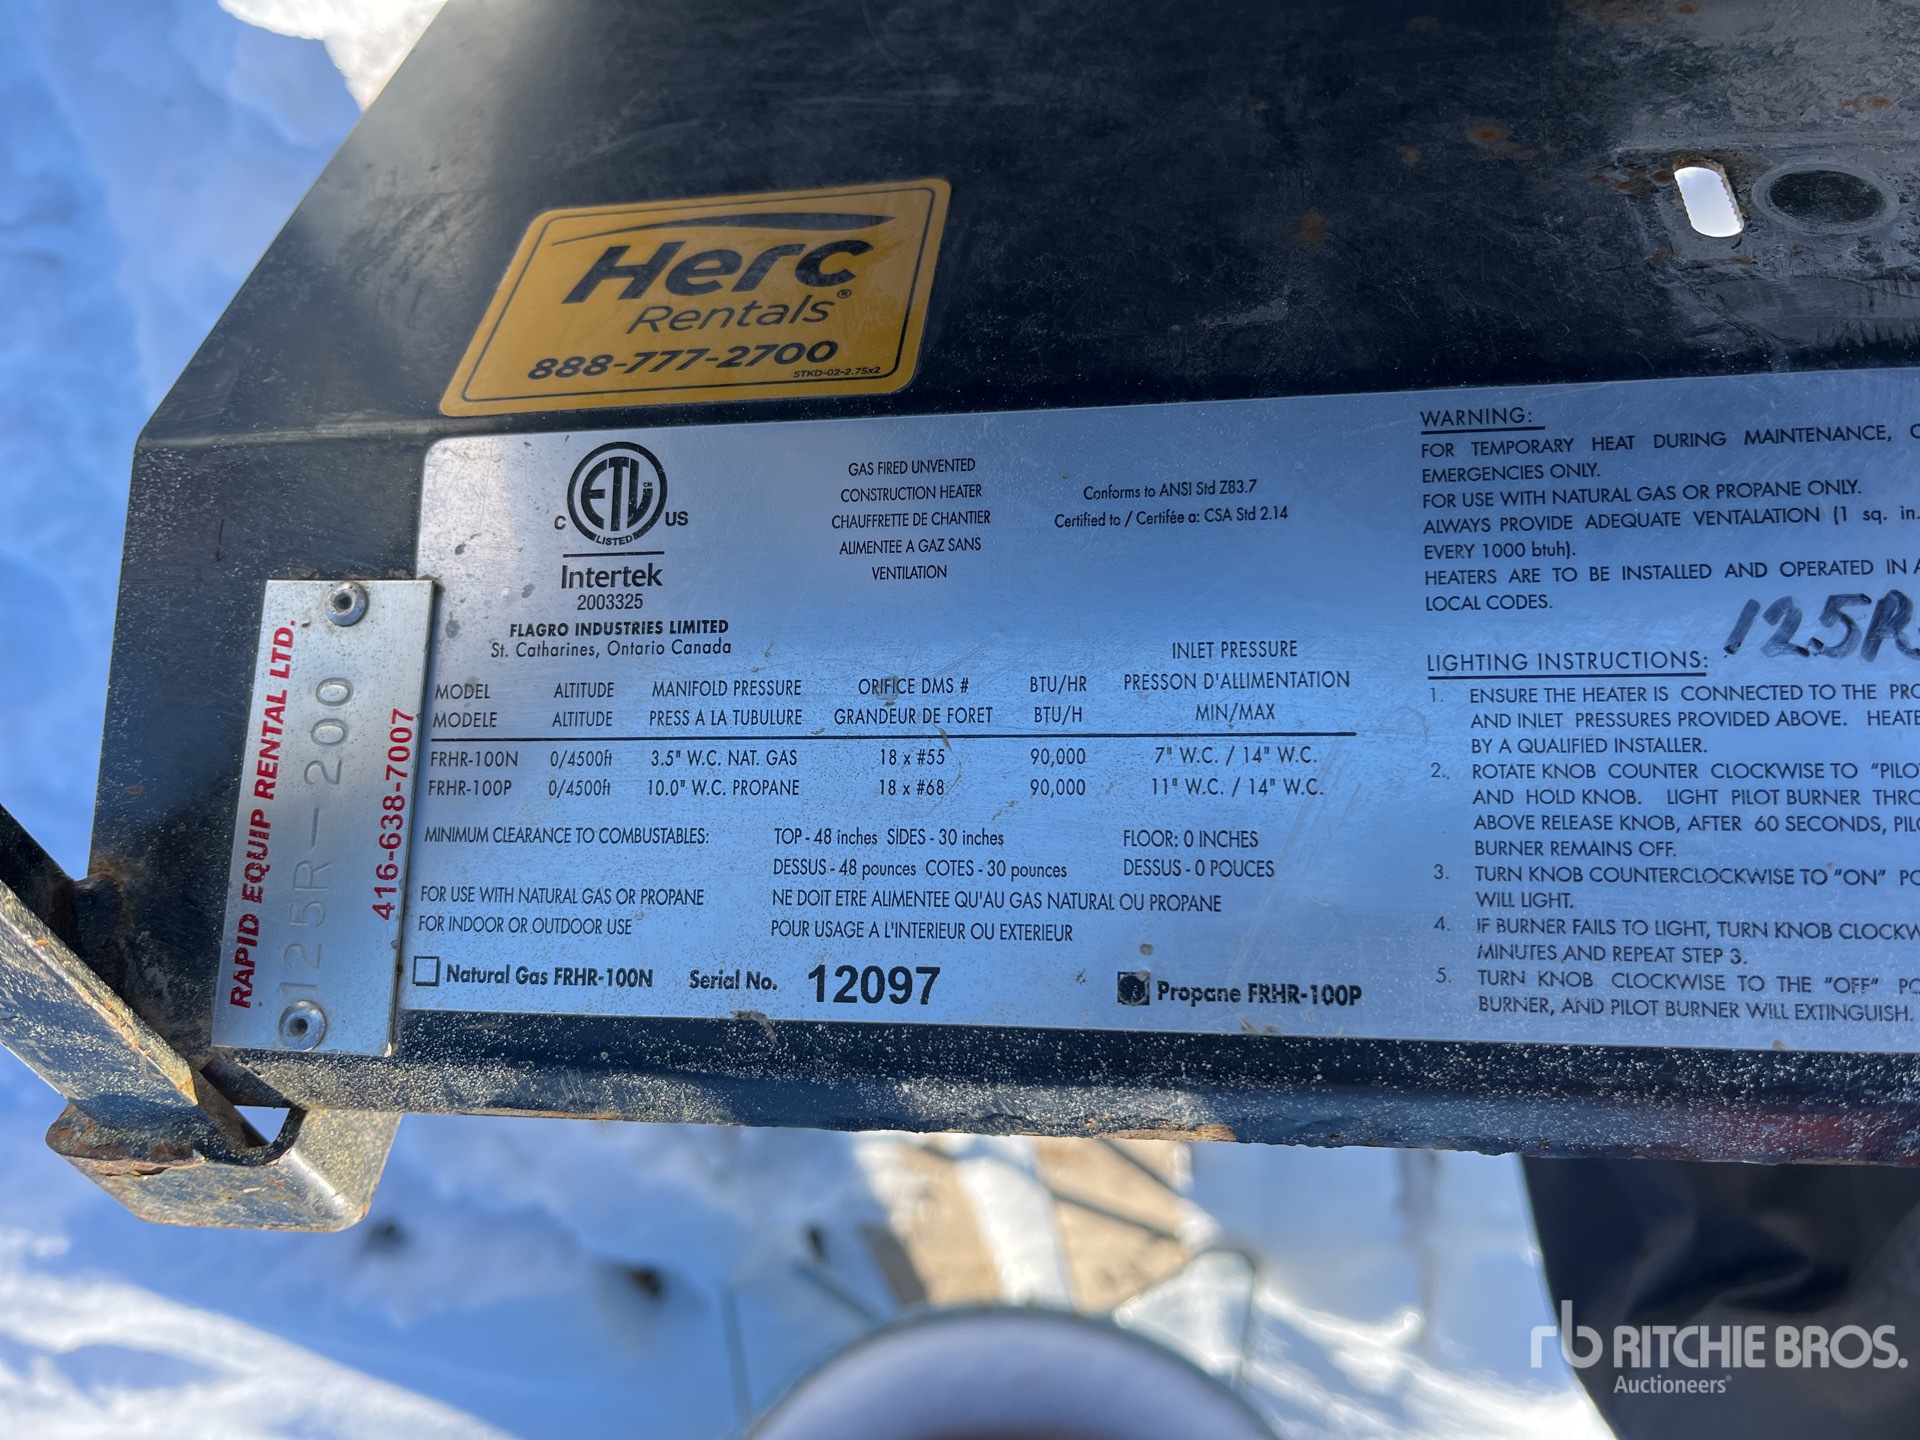 Herc
Rentals®
888-777-2700
STKD-02-2.75x2
RAPID EQUIP RENTAL LTD.
125R-200
416-638-7007
ETL CM
LISTED
C US
Intertek
2003325
FLAGRO INDUSTRIES LIMITED
St. Catharines, Ontario Canada
GAS FIRED UNVENTED
CONSTRUCTION HEATER
CHAUFFRETTE DE CHANTIER
ALIMENTEE A GAZ SANS
VENTILATION
Conforms to ANSI Std Z83.7
Certified to / Certifée a: CSA Std 2.14
INLET PRESSURE
MODEL ALTITUDE MANIFOLD PRESSURE ORIFICE DMS # BTU/HR PRESSON D'ALLIMENTATION
MODELE ALTITUDE PRESS A LA TUBULURE GRANDEUR DE FORET BTU/H MIN/MAX
FRHR-100N 0/4500ft 3.5" W.C. NAT. GAS 18 x #55 90,000 7" W.C. / 14" W.C.
FRHR-100P 0/4500ft 10.0" W.C. PROPANE 18 x #68 90,000 11" W.C. / 14" W.C.
MINIMUM CLEARANCE TO COMBUSTABLES: TOP - 48 inches SIDES - 30 inches FLOOR: 0 INCHES
DESSUS - 48 pounces COTES - 30 pounces DESSUS - 0 POUCES
FOR USE WITH NATURAL GAS OR PROPANE NE DOIT ETRE ALIMENTEE QU'AU GAS NATURAL OU PROPANE
FOR INDOOR OR OUTDOOR USE POUR USAGE A L'INTERIEUR OU EXTERIEUR
Natural Gas FRHR-100N Serial No. 12097 Propane FRHR-100P
WARNING:
FOR TEMPORARY HEAT DURING MAINTENANCE,
EMERGENCIES ONLY.
FOR USE WITH NATURAL GAS OR PROPANE ONLY.
ALWAYS PROVIDE ADEQUATE VENTALATION (1 sq. in.
EVERY 1000 btuh).
HEATERS ARE TO BE INSTALLED AND OPERATED IN
LOCAL CODES.
125R
LIGHTING INSTRUCTIONS:
1. ENSURE THE HEATER IS CONNECTED TO THE PRO
AND INLET PRESSURES PROVIDED ABOVE. HEATE
BY A QUALIFIED INSTALLER.
2. ROTATE KNOB COUNTER CLOCKWISE TO "PILO
AND HOLD KNOB. LIGHT PILOT BURNER THRO
ABOVE RELEASE KNOB, AFTER 60 SECONDS, PIL
BURNER REMAINS OFF.
3. TURN KNOB COUNTERCLOCKWISE TO "ON" PO
WILL LIGHT.
4. IF BURNER FAILS TO LIGHT, TURN KNOB CLOCKW
MINUTES AND REPEAT STEP 3.
5. TURN KNOB CLOCKWISE TO THE "OFF" PO
BURNER, AND PILOT BURNER WILL EXTINGUISH.
rb RITCHIE BROS.
Auctioneers